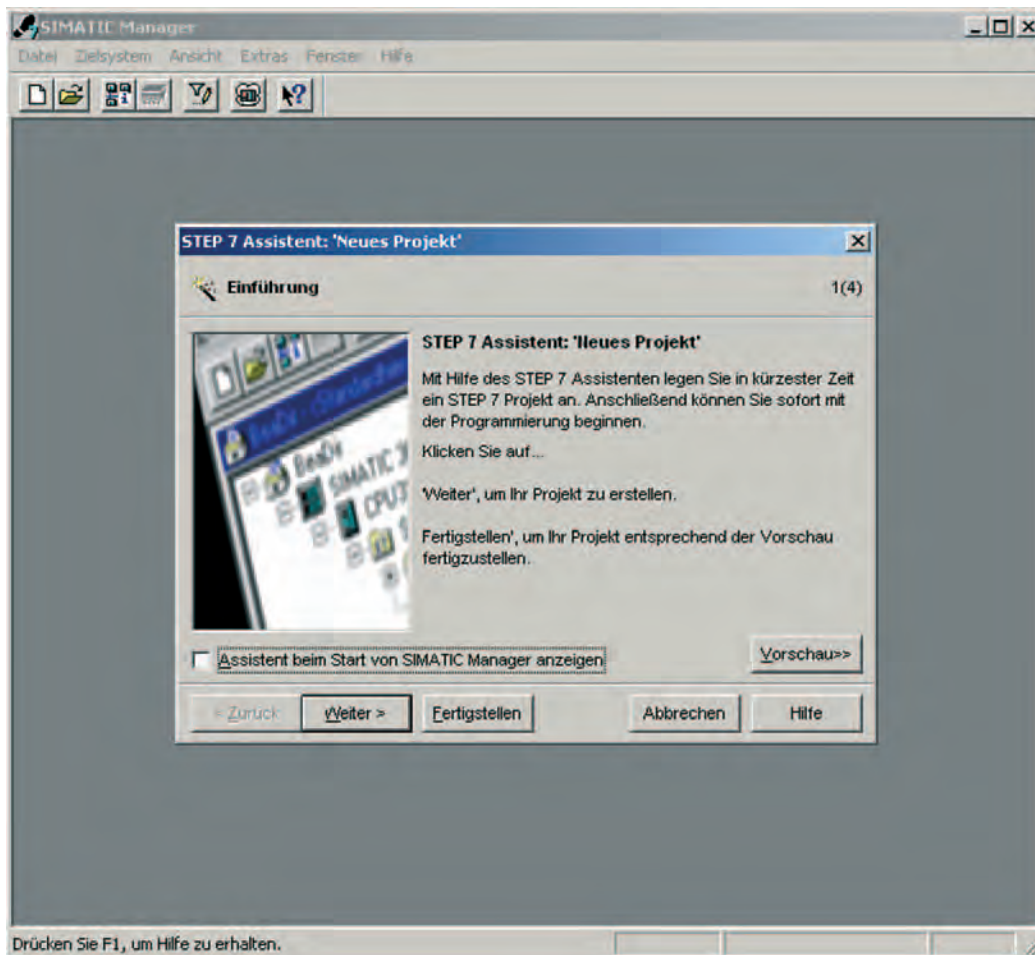 SIMATIC Manager
Datei Zielsystem Ansicht Extras Fenster Hilfe
STEP 7 Assistent: 'Neues Projekt'
Einführung
1(4)
STEP 7 Assistent: 'Neues Projekt'
Mit Hilfe des STEP 7 Assistenten legen Sie in kürzester Zeit
ein STEP 7 Projekt an. Anschließend können Sie sofort mit
der Programmierung beginnen.
Klicken Sie auf...
'Weiter', um Ihr Projekt zu erstellen.
Fertigstellen', um Ihr Projekt entsprechend der Vorschau
fertigzustellen.
SIMATIC
Assistent beim Start von SIMATIC Manager anzeigen
Vorschau>>
< Zurück
Weiter >
Fertigstellen
Abbrechen
Hilfe
Drücken Sie F1, um Hilfe zu erhalten.